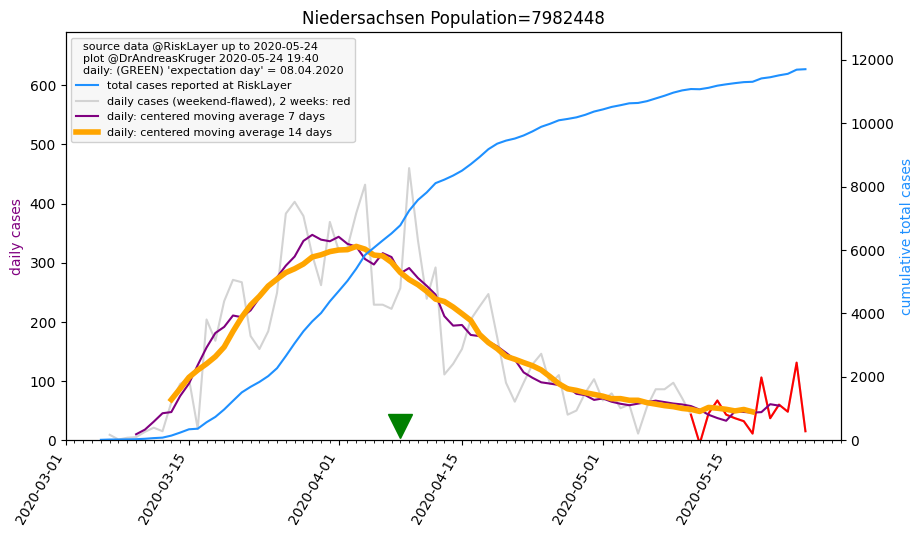 Niedersachsen Population=7982448
source data @RiskLayer up to 2020-05-24
plot @DrAndreasKruger 2020-05-24 19:40
daily: (GREEN) 'expectation day' = 08.04.2020
total cases reported at RiskLayer
daily cases (weekend-flawed), 2 weeks: red
daily: centered moving average 7 days
daily: centered moving average 14 days
daily cases
600
500
400
300
200
100
0
12000
10000
8000
6000
4000
2000
0
cumulative total cases
2020-03-01
2020-03-15
2020-04-01
2020-04-15
2020-05-01
2020-05-15